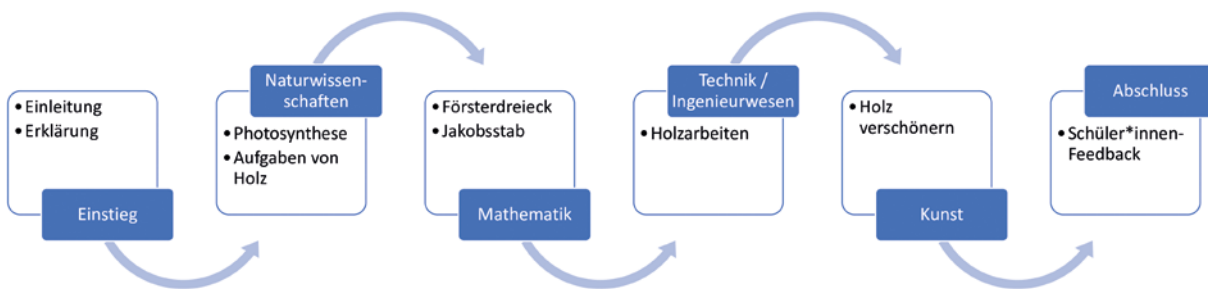 • Einleitung
• Erklärung
Einstieg
Naturwissen-
schaften
• Photosynthese
• Aufgaben von
Holz
• Försterdreieck
• Jakobsstab
Mathematik
Technik /
Ingenieurwesen
• Holzarbeiten
• Holz
verschönern
Kunst
Abschluss
• Schüler*innen-
Feedback